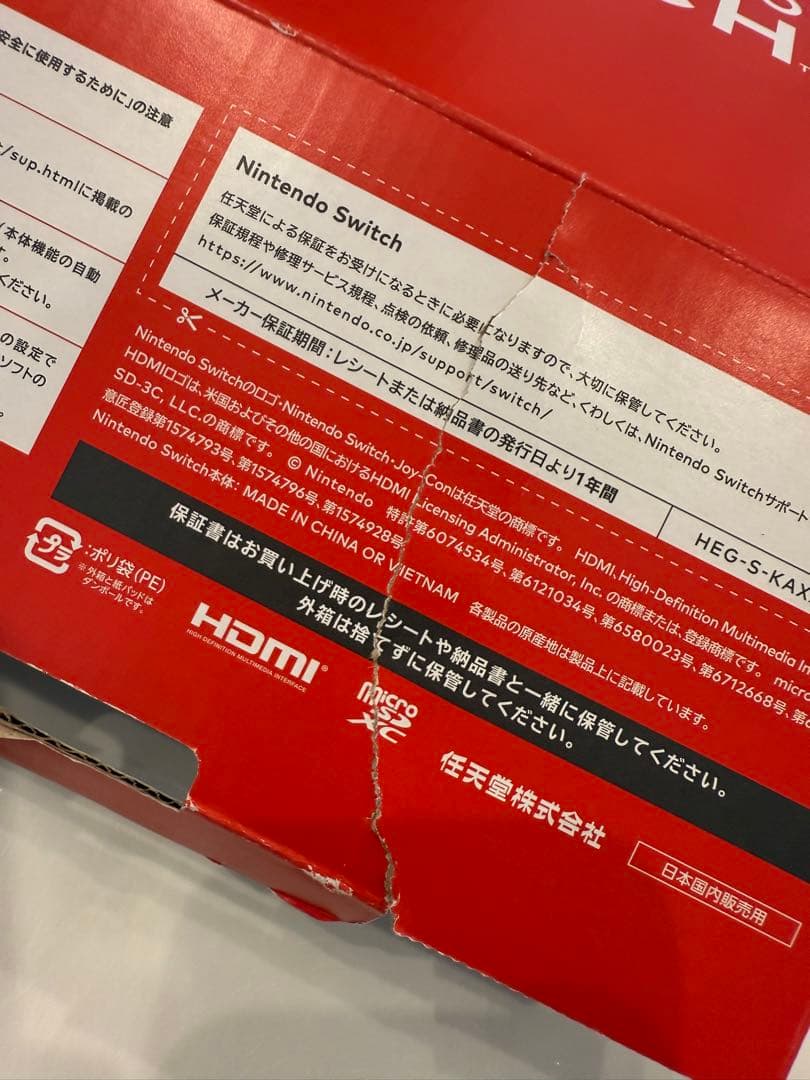 CH
安全に使用するために」の注意
/sup.htmlに掲載の
本体機能の自動
す。
ください。
の設定で
ソフトの
Nintendo Switch
任天堂による保証をお受けになるときに必要になりますので、大切に保管してください。
保証規程や修理サービス規程、点検の依頼、修理品の送り先など、くわしくは、Nintendo Switchサポート
https://www.nintendo.co.jp/support/switch/
メーカー保証期間：レシートまたは納品書の発行日より1年間
HEG-S-KAX
Nintendo Switchのロゴ・Nintendo Switch・Joy-Conは任天堂の商標です。 HDMI、High-Definition Multimedia In
HDMIロゴは、米国およびその他の国におけるHDMI Licensing Administrator, Inc. の商標または、登録商標です。 micro
SD-3C, LLC.の商標です。 © Nintendo 特許第6074534号、第6121034号、第6580023号、第6712668号、第6
意匠登録第1574793号、第1574796号、第1574928号
Nintendo Switch本体： MADE IN CHINA OR VIETNAM 各製品の原産地は製品上に記載しています。
保証書はお買い上げ時のレシートや納品書と一緒に保管してください。
外箱は捨てずに保管してください。
プラ
：ポリ袋（PE）
※外箱と紙パッドは
ダンボールです。
HDMI®
HIGH DEFINITION MULTIMEDIA INTERFACE
micro
SD
XC
任天堂株式会社
日本国内販売用